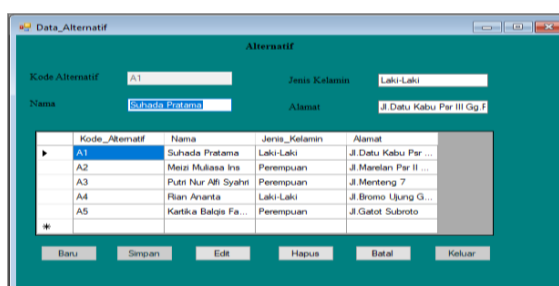 Data_Alternatif
Alternatif
Kode Alternatif A1 Jenis Kelamin Laki-Laki
Nama Suhada Pratama Alamat Jl.Datu Kabu Psr III Gg.F
Kode_Alternatif Nama Jenis_Kelamin Alamat
A1 Suhada Pratama Laki-Laki Jl.Datu Kabu Psr ...
A2 Meizi Muliasa Ins Perempuan Jl.Marelan Psr II ...
A3 Putri Nur Alfi Syahri Perempuan Jl.Menteng 7
A4 Rian Ananta Laki-Laki Jl.Bromo Ujung G...
A5 Kartika Balqis Fa... Perempuan Jl.Gatot Subroto
Baru Simpan Edit Hapus Batal Keluar